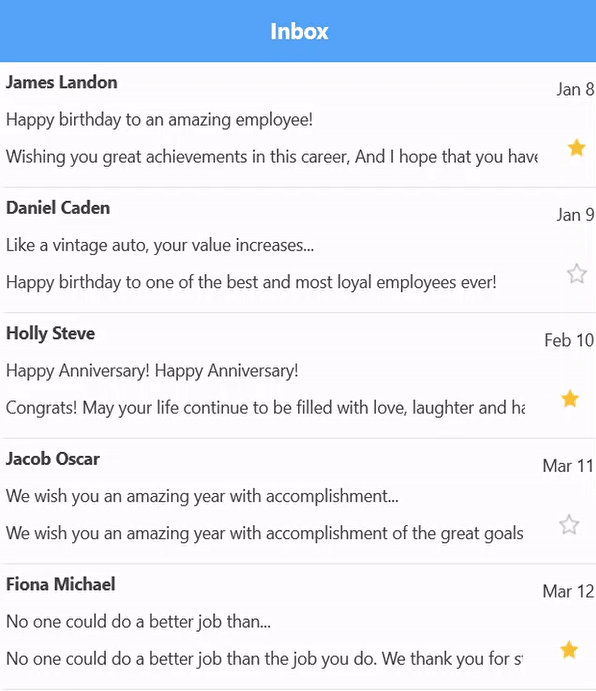 Inbox
James Landon
Jan 8
Happy birthday to an amazing employee!
Wishing you great achievements in this career, And I hope that you have
Daniel Caden
Jan 9
Like a vintage auto, your value increases...
Happy birthday to one of the best and most loyal employees ever!
Holly Steve
Feb 10
Happy Anniversary! Happy Anniversary!
Congrats! May your life continue to be filled with love, laughter and
Jacob Oscar
Mar 11
We wish you an amazing year with accomplishment...
We wish you an amazing year with accomplishment of the great goals
Fiona Michael
Mar 12
No one could do a better job than...
No one could do a better job than the job you do. We thank you for